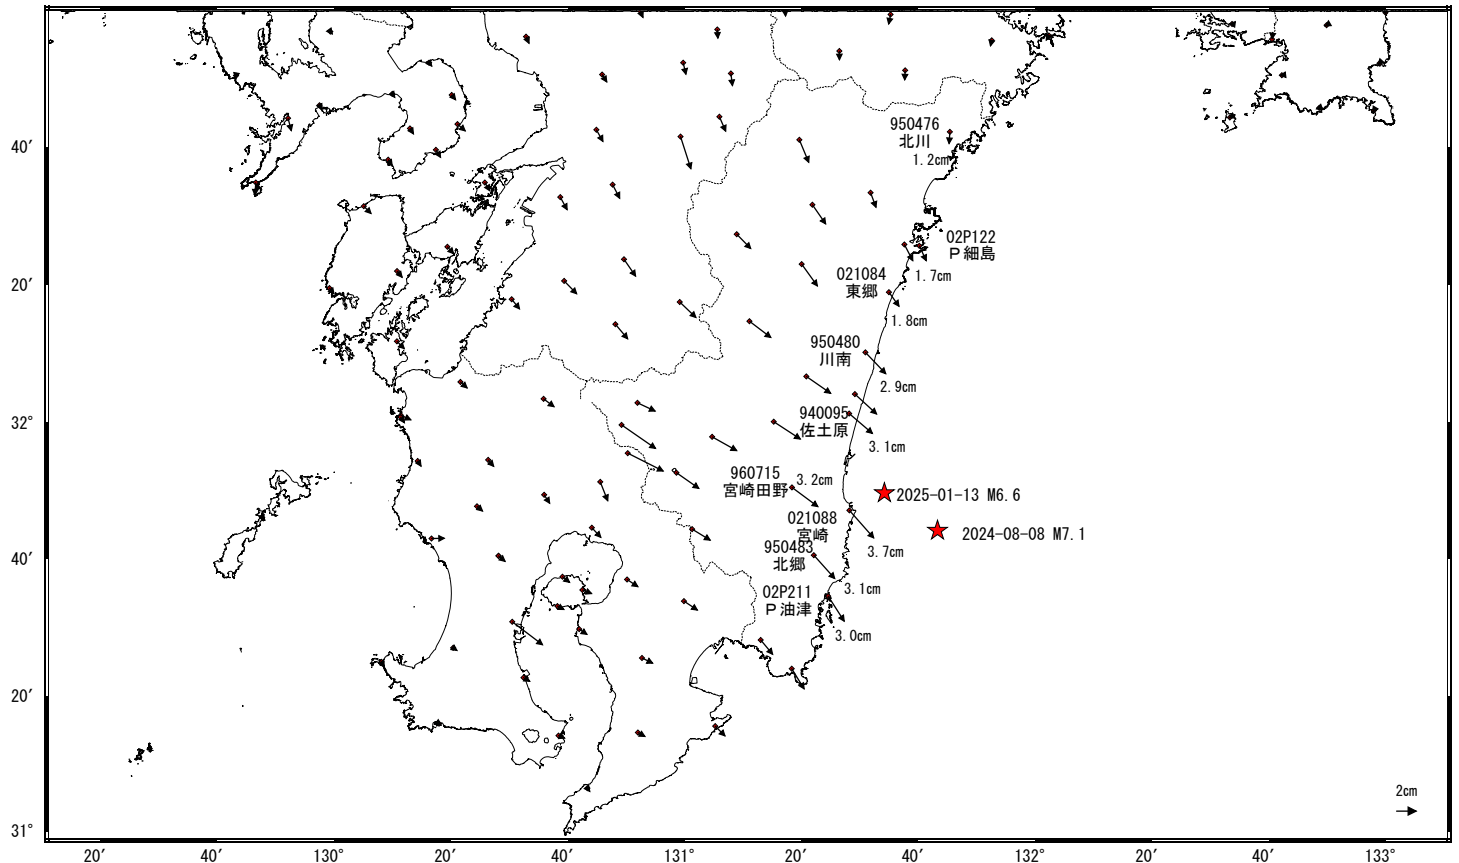 950476
北川
1.2cm
40′
02P122
P細島
1.7cm
021084
東郷
20′
1.8cm
950480
川南
2.9cm
940095
佐土原
32°
3.1cm
960715
3.2cm
宮崎田野
2025-01-13 M6.6
021088
宮崎
2024-08-08 M7.1
3.7cm
950483
北郷
40′
3.1cm
02P211
P油津
3.0cm
20′
2cm
31°
20′ 40′ 130° 20′ 40′ 131° 20′ 40′ 132° 20′ 40′ 133°